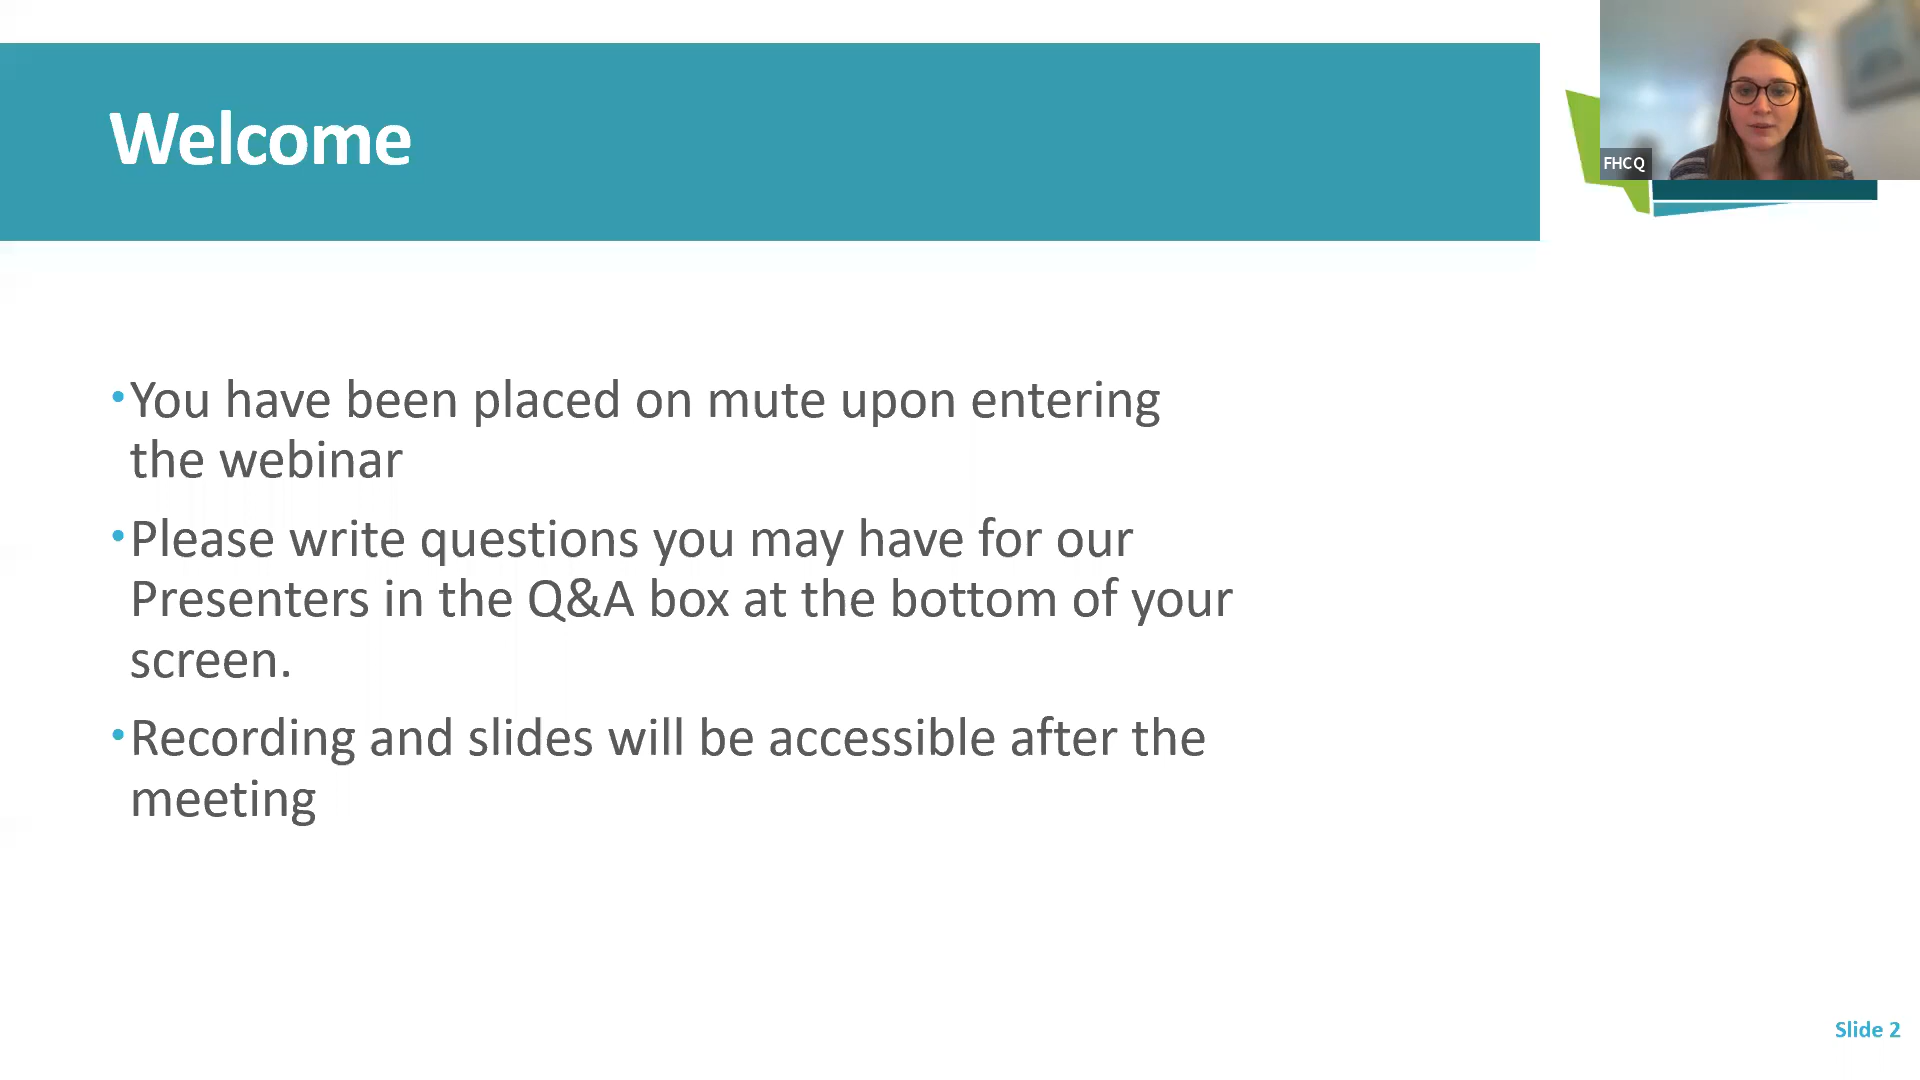 Welcome
FHCQ
•You have been placed on mute upon entering
the webinar
•Please write questions you may have for our
Presenters in the Q&A box at the bottom of your
screen.
•Recording and slides will be accessible after the
meeting
Slide 2